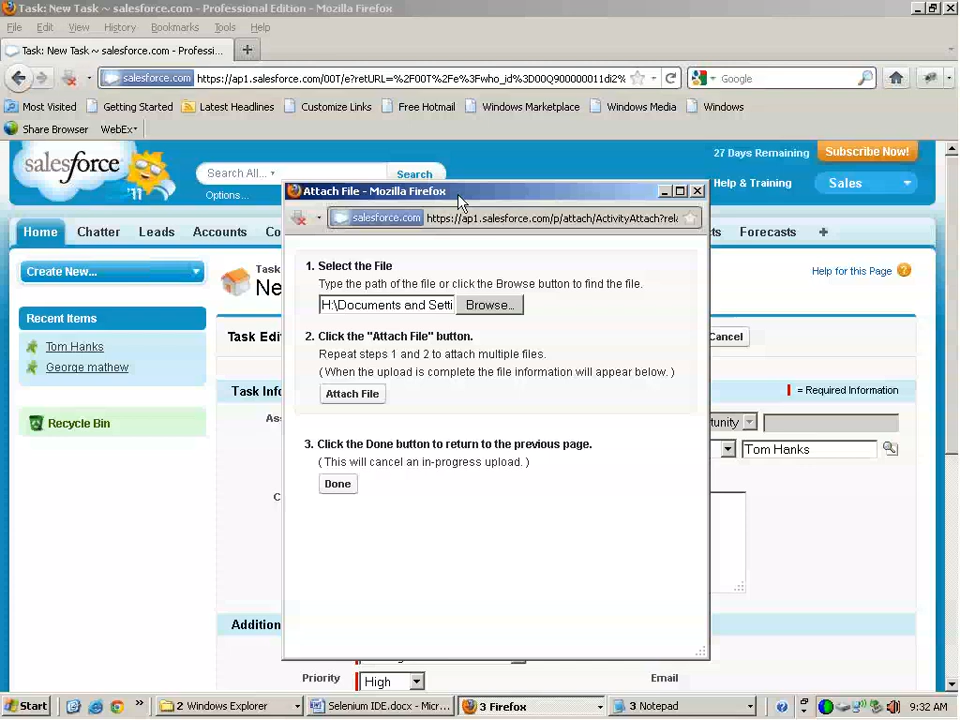 Task: New Task ~ salesforce.com - Professional Edition - Mozilla Firefox
File Edit View History Bookmarks Tools Help
Task: New Task ~ salesforce.com - Professi...
salesforce.com https://ap1.salesforce.com/00T/e?retURL=%2F00T%2Fe%3Fwho_id%3D00Q900000011di2% Google
Most Visited Getting Started Latest Headlines Customize Links Free Hotmail Windows Marketplace Windows Media Windows
Share Browser WebEx
salesforce '11
Search All... Search
Options...
27 Days Remaining Subscribe Now!
Help & Training Sales
Attach File - Mozilla Firefox
salesforce.com https://ap1.salesforce.com/p/attach/ActivityAttach?rel
Home Chatter Leads Accounts Co ts Forecasts +
Create New...
Task
Ne
Help for this Page ?
Recent Items
Tom Hanks
George mathew
Recycle Bin
1. Select the File
Type the path of the file or click the Browse button to find the file.
H:\Documents and Setti Browse...
2. Click the "Attach File" button.
Repeat steps 1 and 2 to attach multiple files.
(When the upload is complete the file information will appear below. )
Attach File
3. Click the Done button to return to the previous page.
( This will cancel an in-progress upload. )
Done
Task Edi Cancel
Task Info = Required Information
Ass unity
Tom Hanks
C
Addition
Priority High Email
Start 2 Windows Explorer Selenium IDE.docx - Micr... 3 Firefox 3 Notepad 9:32 AM